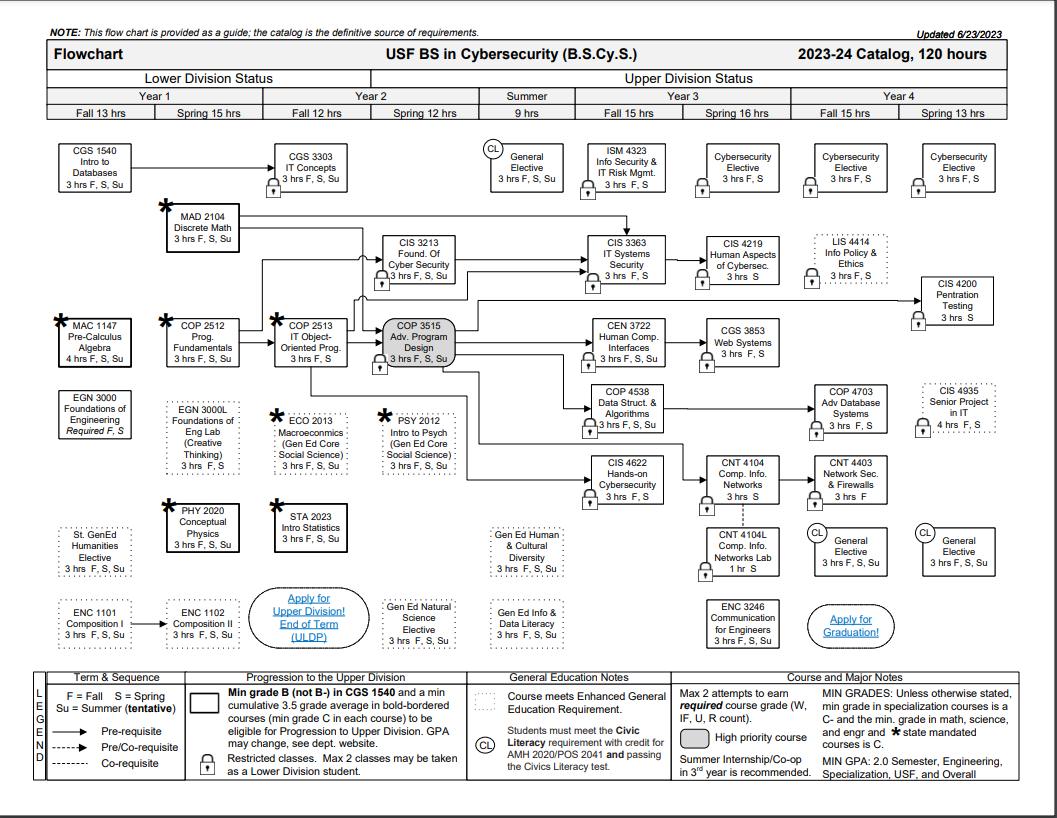 NOTE: This flow chart is provided as a guide; the catalog is the definitive source of requirements.
Updated 6/23/2023
Flowchart
USF BS in Cybersecurity (B.S.Cy.S.)
2023-24 Catalog, 120 hours
Lower Division Status
Upper Division Status
Year 1
Year 2
Summer
Year 3
Year 4
Fall 13 hrs
Spring 15 hrs
Fall 12 hrs
Spring 12 hrs
9 hrs
Fall 15 hrs
Spring 16 hrs
Fall 15 hrs
Spring 13 hrs
CGS 1540
Intro to
Databases
3 hrs F, S, Su
CGS 3303
IT Concepts
3 hrs F, S, Su
CL
General
Elective
3 hrs F, S, Su
ISM 4323
Info Security &
IT Risk Mgmt.
3 hrs F, S
Cybersecurity
Elective
3 hrs F, S
Cybersecurity
Elective
3 hrs F, S
Cybersecurity
Elective
3 hrs F, S
*
MAD 2104
Discrete Math
3 hrs F, S, Su
CIS 3213
Found. Of
Cyber Security
3 hrs F, S, Su
CIS 3363
IT Systems
Security
3 hrs F, S
CIS 4219
Human Aspects
of Cybersec.
3 hrs S
LIS 4414
Info Policy &
Ethics
3 hrs F, S, Su
CIS 4200
Pentration
Testing
3 hrs S
*
MAC 1147
Pre-Calculus
Algebra
4 hrs F, S, Su
*
COP 2512
Prog.
Fundamentals
3 hrs F, S, Su
*
COP 2513
IT Object-
Oriented Prog.
3 hrs F, S
COP 3515
Adv. Program
Design
3 hrs F, S, Su
CEN 3722
Human Comp.
Interfaces
3 hrs F, S, Su
CGS 3853
Web Systems
3 hrs F, S
EGN 3000
Foundations of
Engineering
Required F, S
EGN 3000L
Foundations of
Eng Lab
(Creative
Thinking)
3 hrs F, S
*
ECO 2013
Macroeconmics
(Gen Ed Core
Social Science)
3 hrs F, S, Su
*
PSY 2012
Intro to Psych
(Gen Ed Core
Social Science)
3 hrs F, S, Su
COP 4538
Data Struct. &
Algorithms
3 hrs F, S, Su
COP 4703
Adv Database
Systems
3 hrs F, S
CIS 4935
Senior Project
in IT
4 hrs F, S
CIS 4622
Hands-on
Cybersecurity
3 hrs F, S
CNT 4104
Comp. Info.
Networks
3 hrs S
CNT 4403
Network Sec.
& Firewalls
3 hrs F
*
PHY 2020
Conceptual
Physics
3 hrs F, S, Su
*
STA 2023
Intro Statistics
3 hrs F, S, Su
St. GenEd
Humanities
Elective
3 hrs F, S, Su
Gen Ed Human
& Cultural
Diversity
3 hrs F, S, Su
CNT 4104L
Comp. Info.
Networks Lab
1 hr S
CL
General
Elective
3 hrs F, S, Su
CL
General
Elective
3 hrs F, S, Su
ENC 1101
Composition I
3 hrs F, S, Su
ENC 1102
Composition II
3 hrs F, S, Su
Apply for
Upper Division!
End of Term
(ULDP)
Gen Ed Natural
Science
Elective
3 hrs F, S, Su
Gen Ed Info &
Data Literacy
3 hrs F, S, Su
ENC 3246
Communication
for Engineers
3 hrs F, S, Su
Apply for
Graduation!
LEGEND
Term & Sequence
F = Fall S = Spring
Su = Summer (tentative)
Pre-requisite
Pre/Co-requisite
Co-requisite
Progression to the Upper Division
Min grade B (not B-) in CGS 1540 and a min
cumulative 3.5 grade average in bold-bordered
courses (min grade C in each course) to be
eligible for Progression to Upper Division. GPA
may change, see dept. website.
Restricted classes. Max 2 classes may be taken
as a Lower Division student.
General Education Notes
Course meets Enhanced General
Education Requirement.
CL
Students must meet the Civic
Literacy requirement with credit for
AMH 2020/POS 2041 and passing
the Civics Literacy test.
Course and Major Notes
Max 2 attempts to earn
required course grade (W,
IF, U, R count).
High priority course
Summer Internship/Co-op
in 3rd year is recommended.
MIN GRADES: Unless otherwise stated,
min grade in specialization courses is a
C- and the min. grade in math, science,
and engr and * state mandated
courses is C.
MIN GPA: 2.0 Semester, Engineering,
Specialization, USF, and Overall